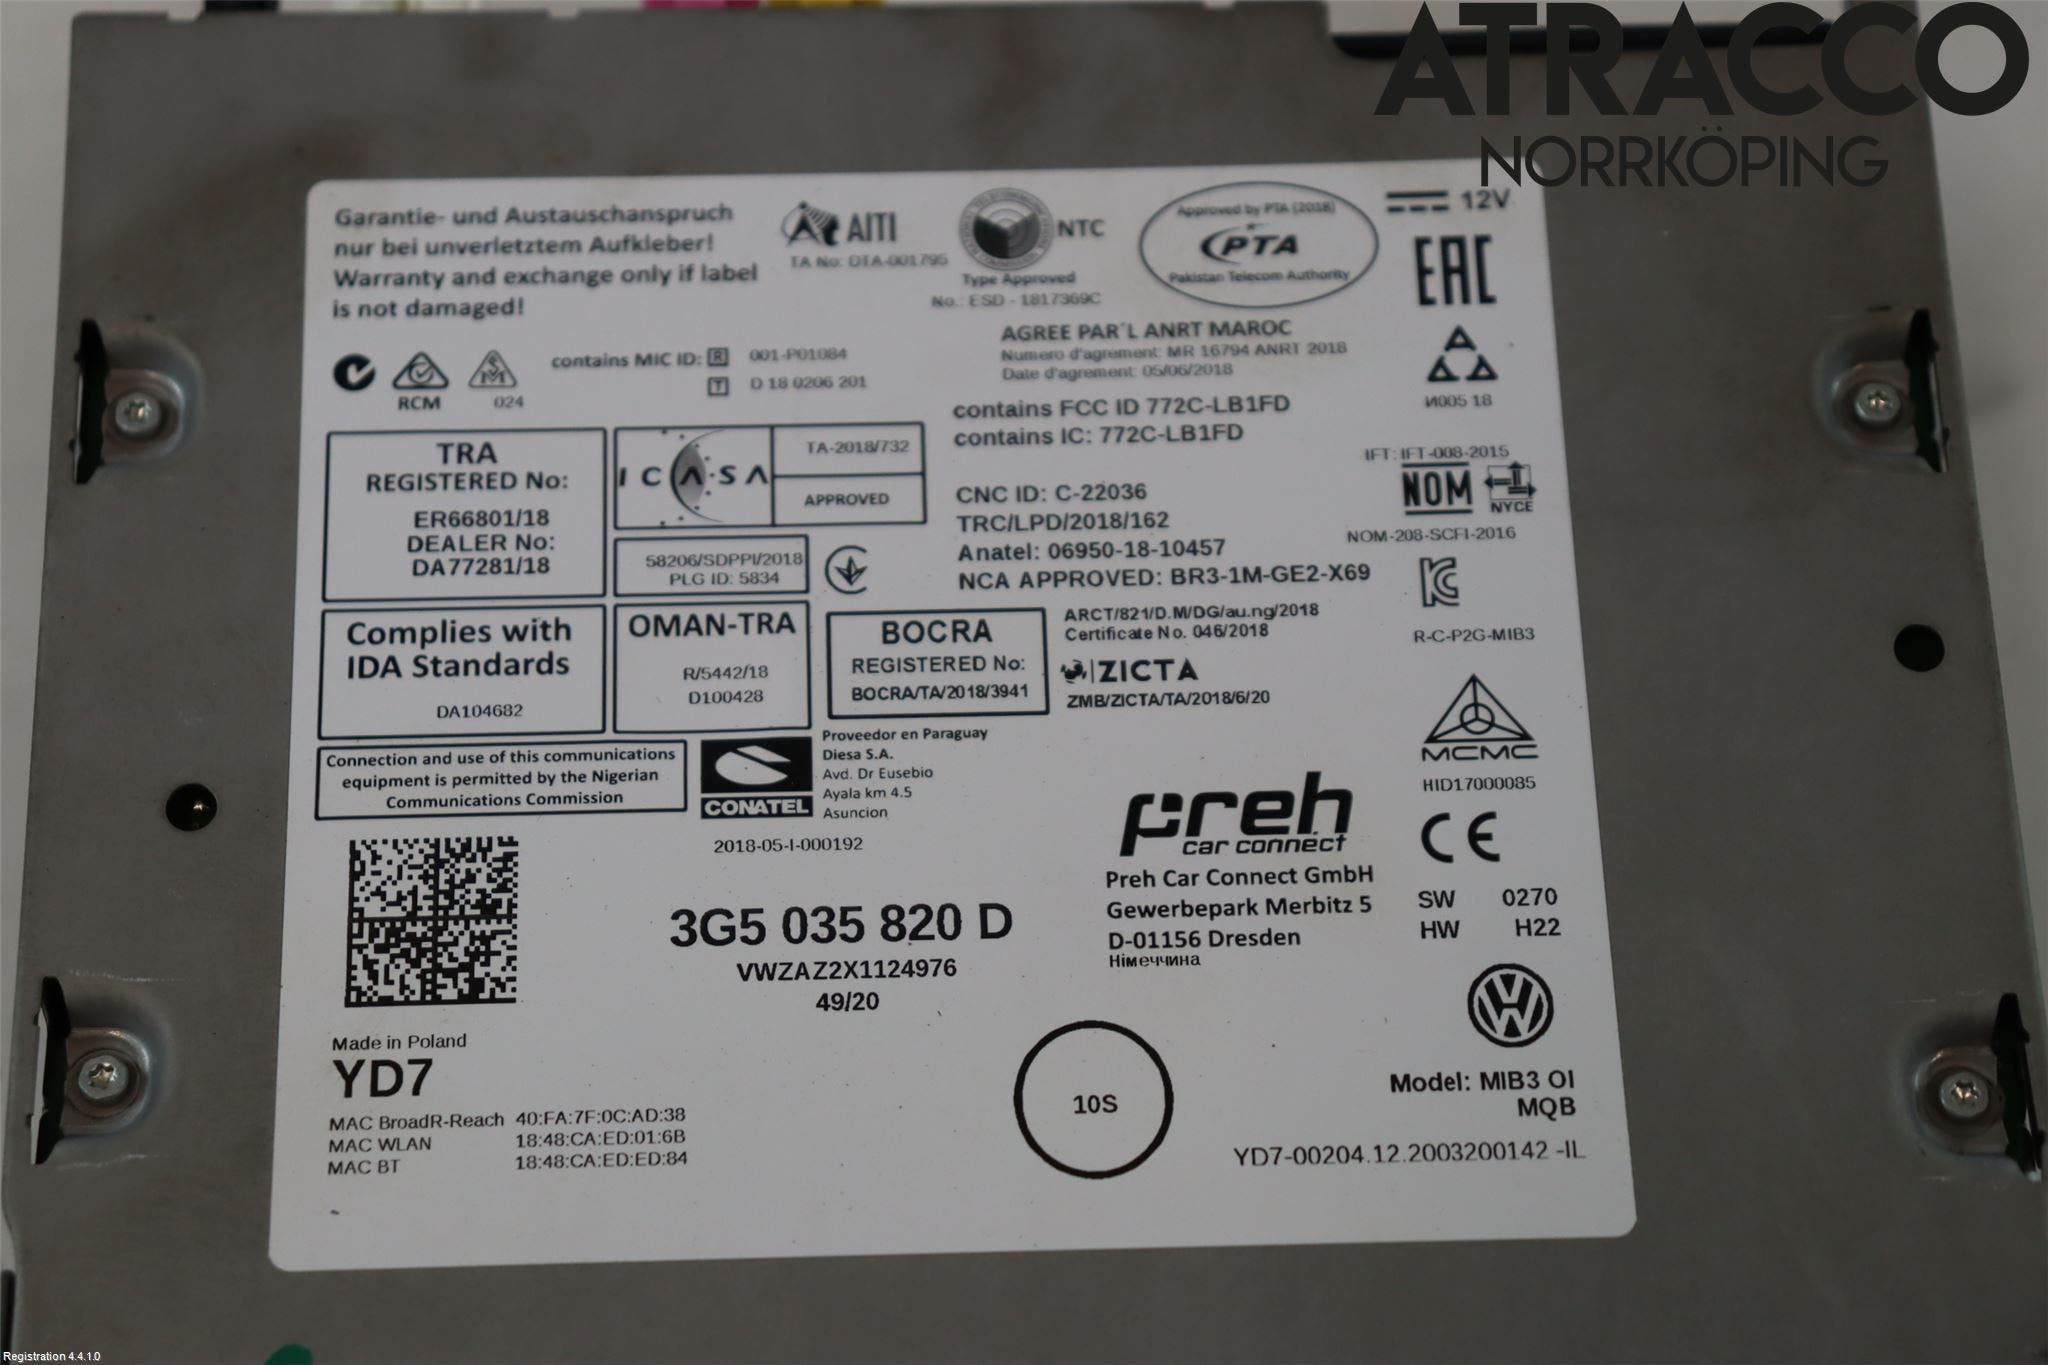 ATRACCO
NORRKÖPING
Garantie- und Austauschanspruch
nur bei unverletztem Aufkleber!
Warranty and exchange only if label
is not damaged!
AITI
TA No: DTA-001795
NTC
Type Approved
No.: ESD - 1817369C
Approved by PTA (2018)
PTA
Pakistan Telecom Authority
12V
EAC
RCM
SM
024
contains MIC ID: R 001-P01084
T D 18 0206 201
AGREE PAR´L ANRT MAROC
Numero d'agrement: MR 16794 ANRT 2018
Date d'agrement: 05/06/2018
И005 18
contains FCC ID 772C-LB1FD
contains IC: 772C-LB1FD
TRA
REGISTERED No:
ER66801/18
DEALER No:
DA77281/18
ICASA
TA-2018/732
APPROVED
58206/SDPPI/2018
PLG ID: 5834
CNC ID: C-22036
TRC/LPD/2018/162
Anatel: 06950-18-10457
NCA APPROVED: BR3-1M-GE2-X69
IFT: IFT-008-2015
NOM
NYCE
NOM-208-SCFI-2016
R-C-P2G-MIB3
Complies with
IDA Standards
DA104682
OMAN-TRA
R/5442/18
D100428
BOCRA
REGISTERED No:
BOCRA/TA/2018/3941
ARCT/821/D.M/DG/au.ng/2018
Certificate No. 046/2018
ZICTA
ZMB/ZICTA/TA/2018/6/20
MCMC
HID17000085
Connection and use of this communications
equipment is permitted by the Nigerian
Communications Commission
CONATEL
2018-05-I-000192
Proveedor en Paraguay
Diesa S.A.
Avd. Dr Eusebio
Ayala km 4.5
Asuncion
preh
car connect
Preh Car Connect GmbH
Gewerbepark Merbitz 5
D-01156 Dresden
Німеччина
CE
SW 0270
HW H22
3G5 035 820 D
VWZAZ2X1124976
49/20
Made in Poland
YD7
MAC BroadR-Reach 40:FA:7F:0C:AD:38
MAC WLAN 18:48:CA:ED:01:6B
MAC BT 18:48:CA:ED:ED:84
10S
VW
Model: MIB3 OI
MQB
YD7-00204.12.2003200142 -IL
Registration 4.4.1.0